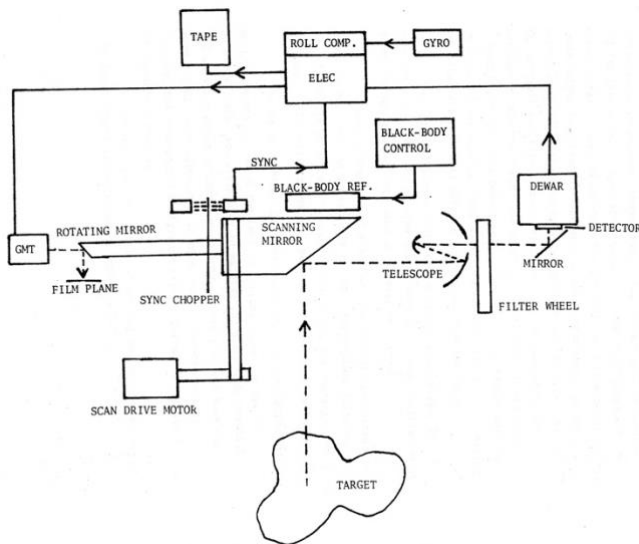 TAPE
ROLL COMP.
GYRO
ELEC
BLACK-BODY
CONTROL
SYNC
BLACK-BODY REF.
DEWAR
DETECTOR
GMT
ROTATING MIRROR
SCANNING
MIRROR
MIRROR
TELESCOPE
FILM PLANE
SYNC CHOPPER
FILTER WHEEL
SCAN DRIVE MOTOR
TARGET